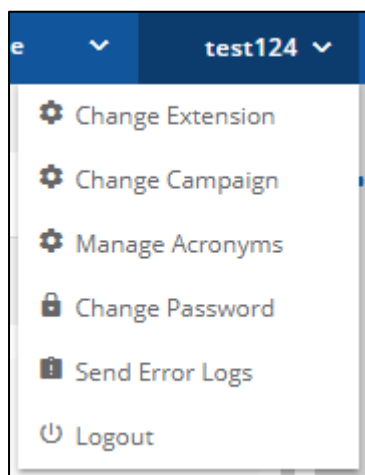 e
test124
Change Extension
Change Campaign
Manage Acronyms
Change Password
Send Error Logs
Logout